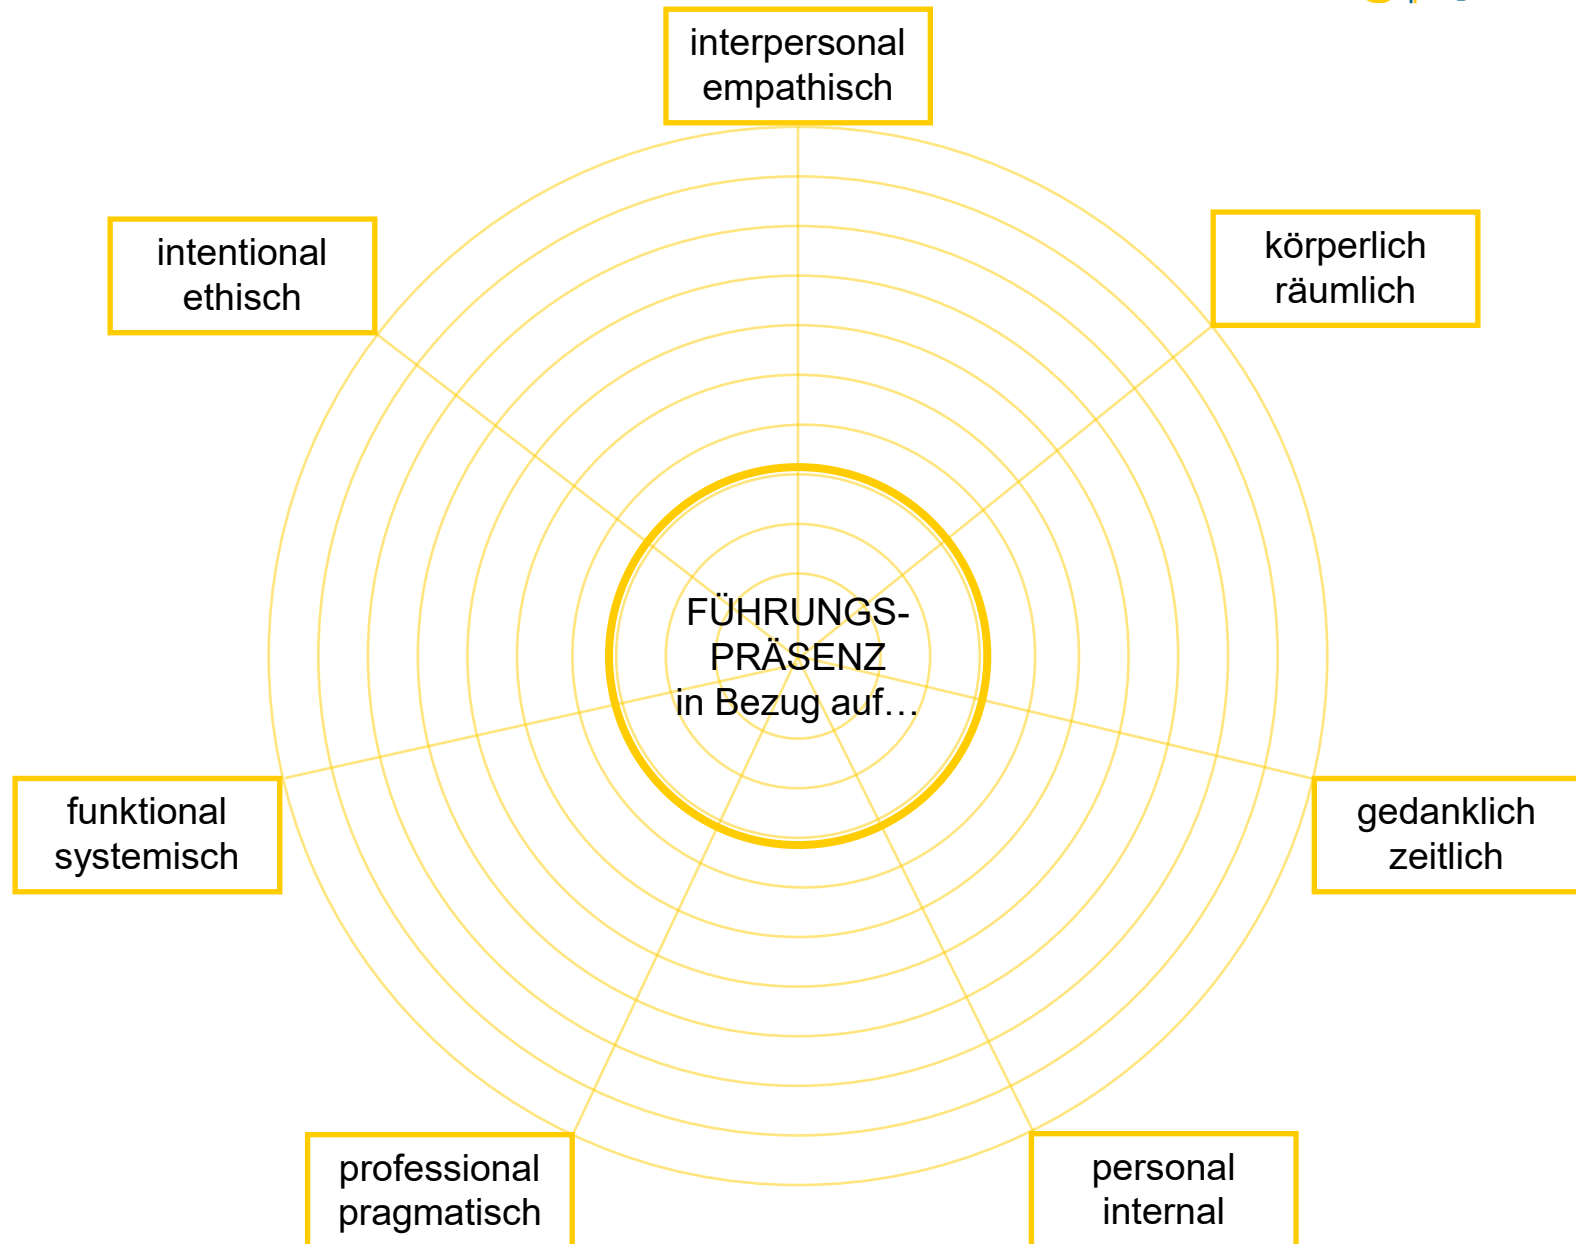 interpersonal
empathisch
körperlich
räumlich
intentional
ethisch
FÜHRUNGS-
PRÄSENZ
in Bezug auf…
funktional
systemisch
gedanklich
zeitlich
professional
pragmatisch
personal
internal